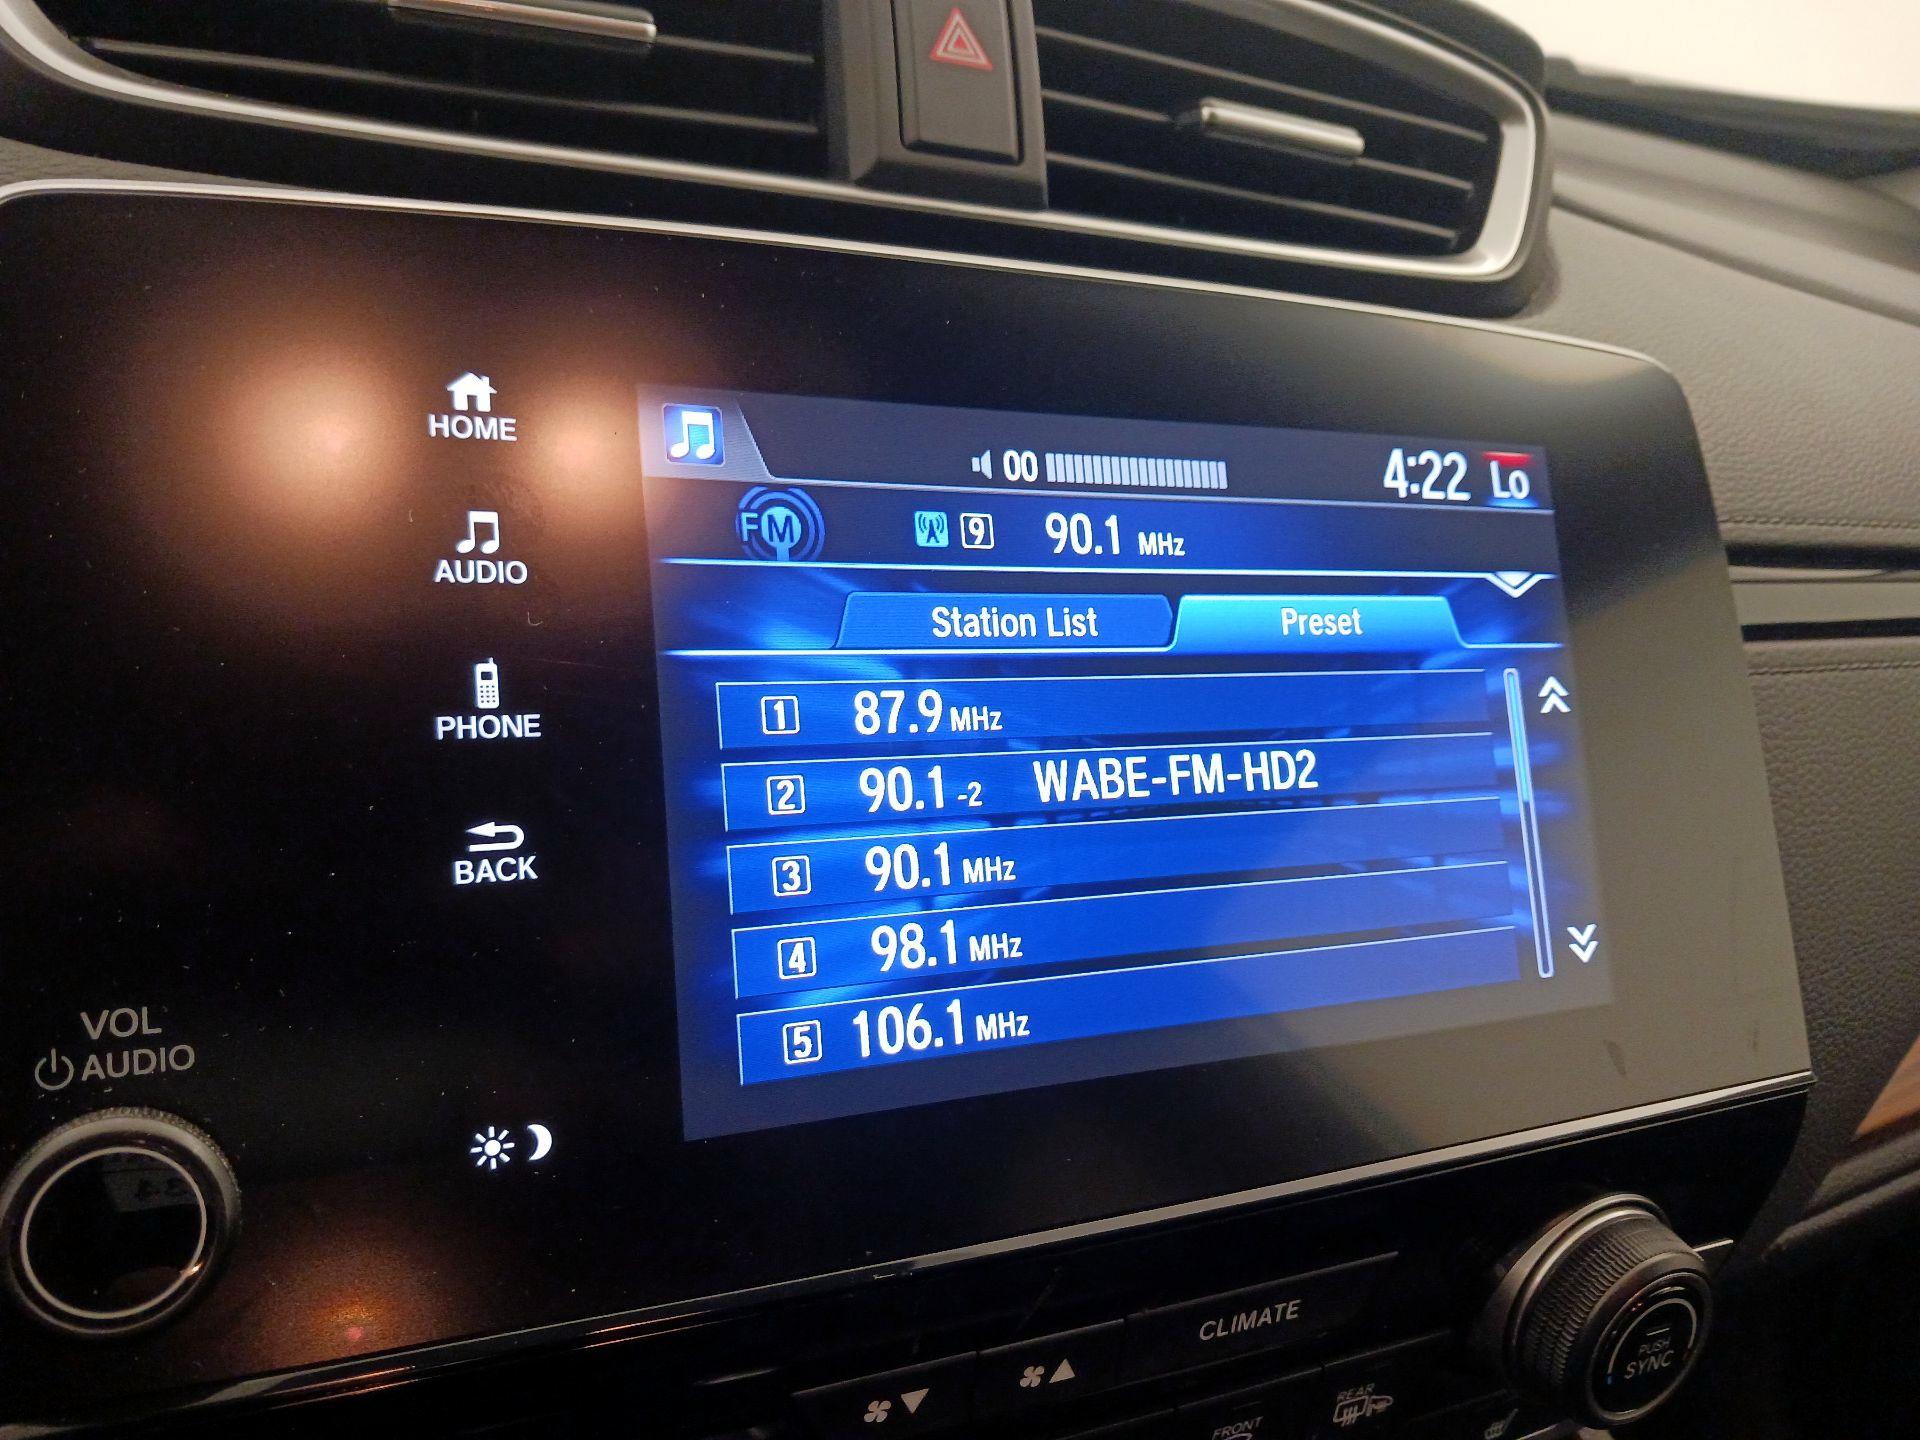 HOME
AUDIO
PHONE
BACK
VOL
AUDIO
00
4:22 Lo
FM 9 90.1 MHz
Station List Preset
1 87.9 MHz
2 90.1 -2 WABE-FM-HD2
3 90.1 MHz
4 98.1 MHz
5 106.1 MHz
CLIMATE
PUSH
SYNC
REAR
FRONT